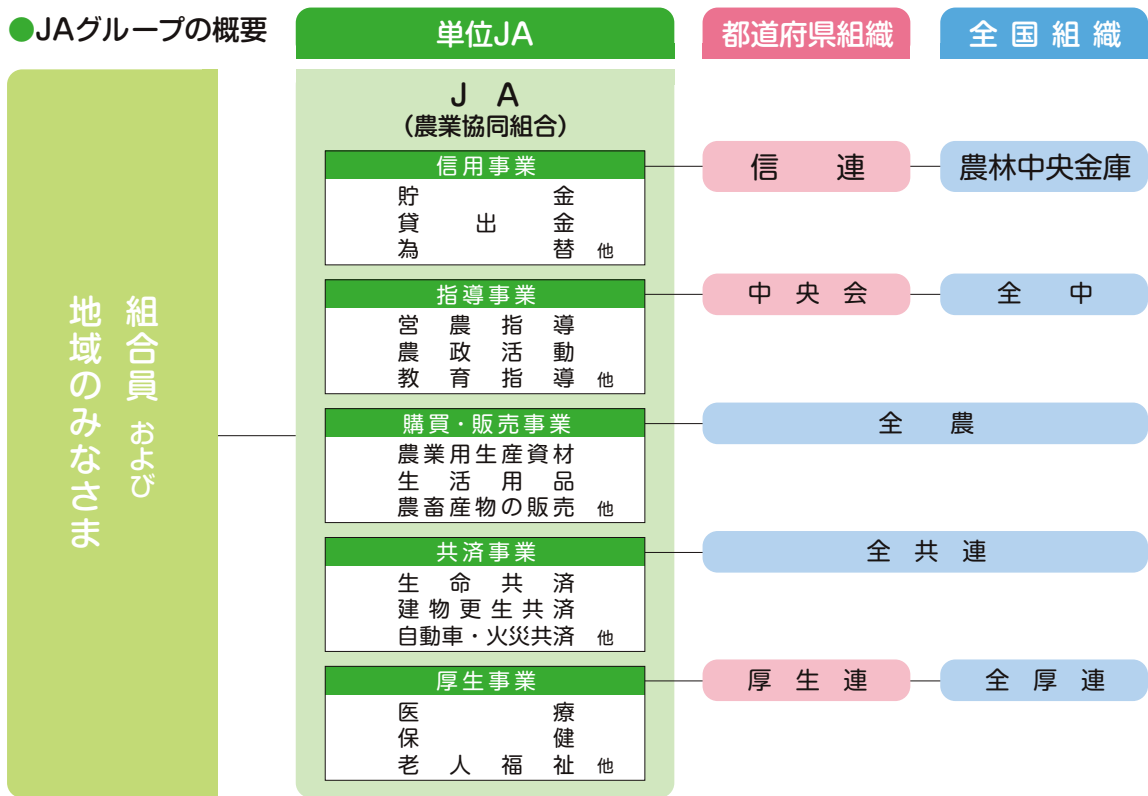 ●JAグループの概要
単位JA
都道府県組織
全国組織
組合員 および
地域のみなさま
JA
(農業協同組合)
信用事業
貯金
貸出金
為替 他
信連
農林中央金庫
指導事業
営農指導
農政活動
教育指導 他
中央会
全中
購買・販売事業
農業用生産資材
生活用品
農畜産物の販売 他
全農
共済事業
生命共済
建物更生共済
自動車・火災共済 他
全共連
厚生事業
医療
保健
老人福祉 他
厚生連
全厚連